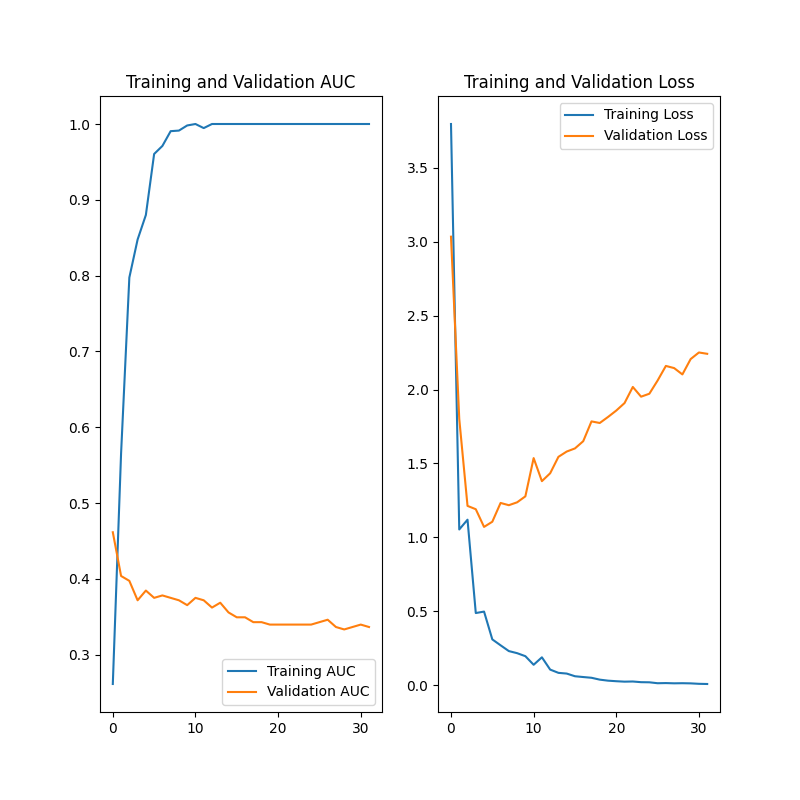 Training and Validation AUC
1.0
0.9
0.8
0.7
0.6
0.5
0.4
0.3
Training AUC
Validation AUC
0 10 20 30
Training and Validation Loss
Training Loss
Validation Loss
3.5
3.0
2.5
2.0
1.5
1.0
0.5
0.0
0 10 20 30